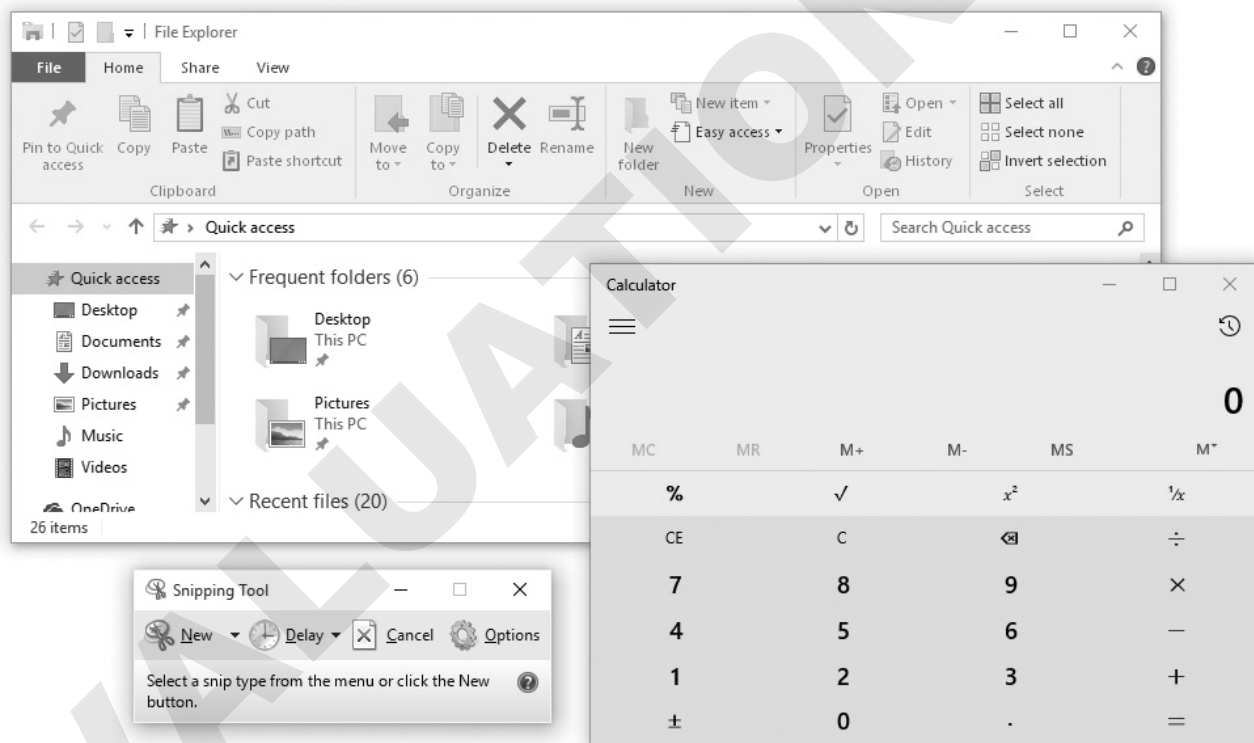 File Explorer
File Home Share View
Pin to Quick access
Copy
Paste
Cut
Copy path
Paste shortcut
Clipboard
Move to
Copy to
Delete
Rename
Organize
New folder
New item
Easy access
New
Properties
Open
Edit
History
Open
Select all
Select none
Invert selection
Select
Quick access
Search Quick access
Quick access
Desktop
Documents
Downloads
Pictures
Music
Videos
OneDrive
26 items
Frequent folders (6)
Desktop
This PC
Pictures
This PC
Recent files (20)
Calculator
0
MC MR M+ M- MS M
% √ x² ¹/x
CE C ÷
7 8 9 ×
4 5 6 −
1 2 3 +
± 0 . =
Snipping Tool
New Delay Cancel Options
Select a snip type from the menu or click the New
button.
VALUATION